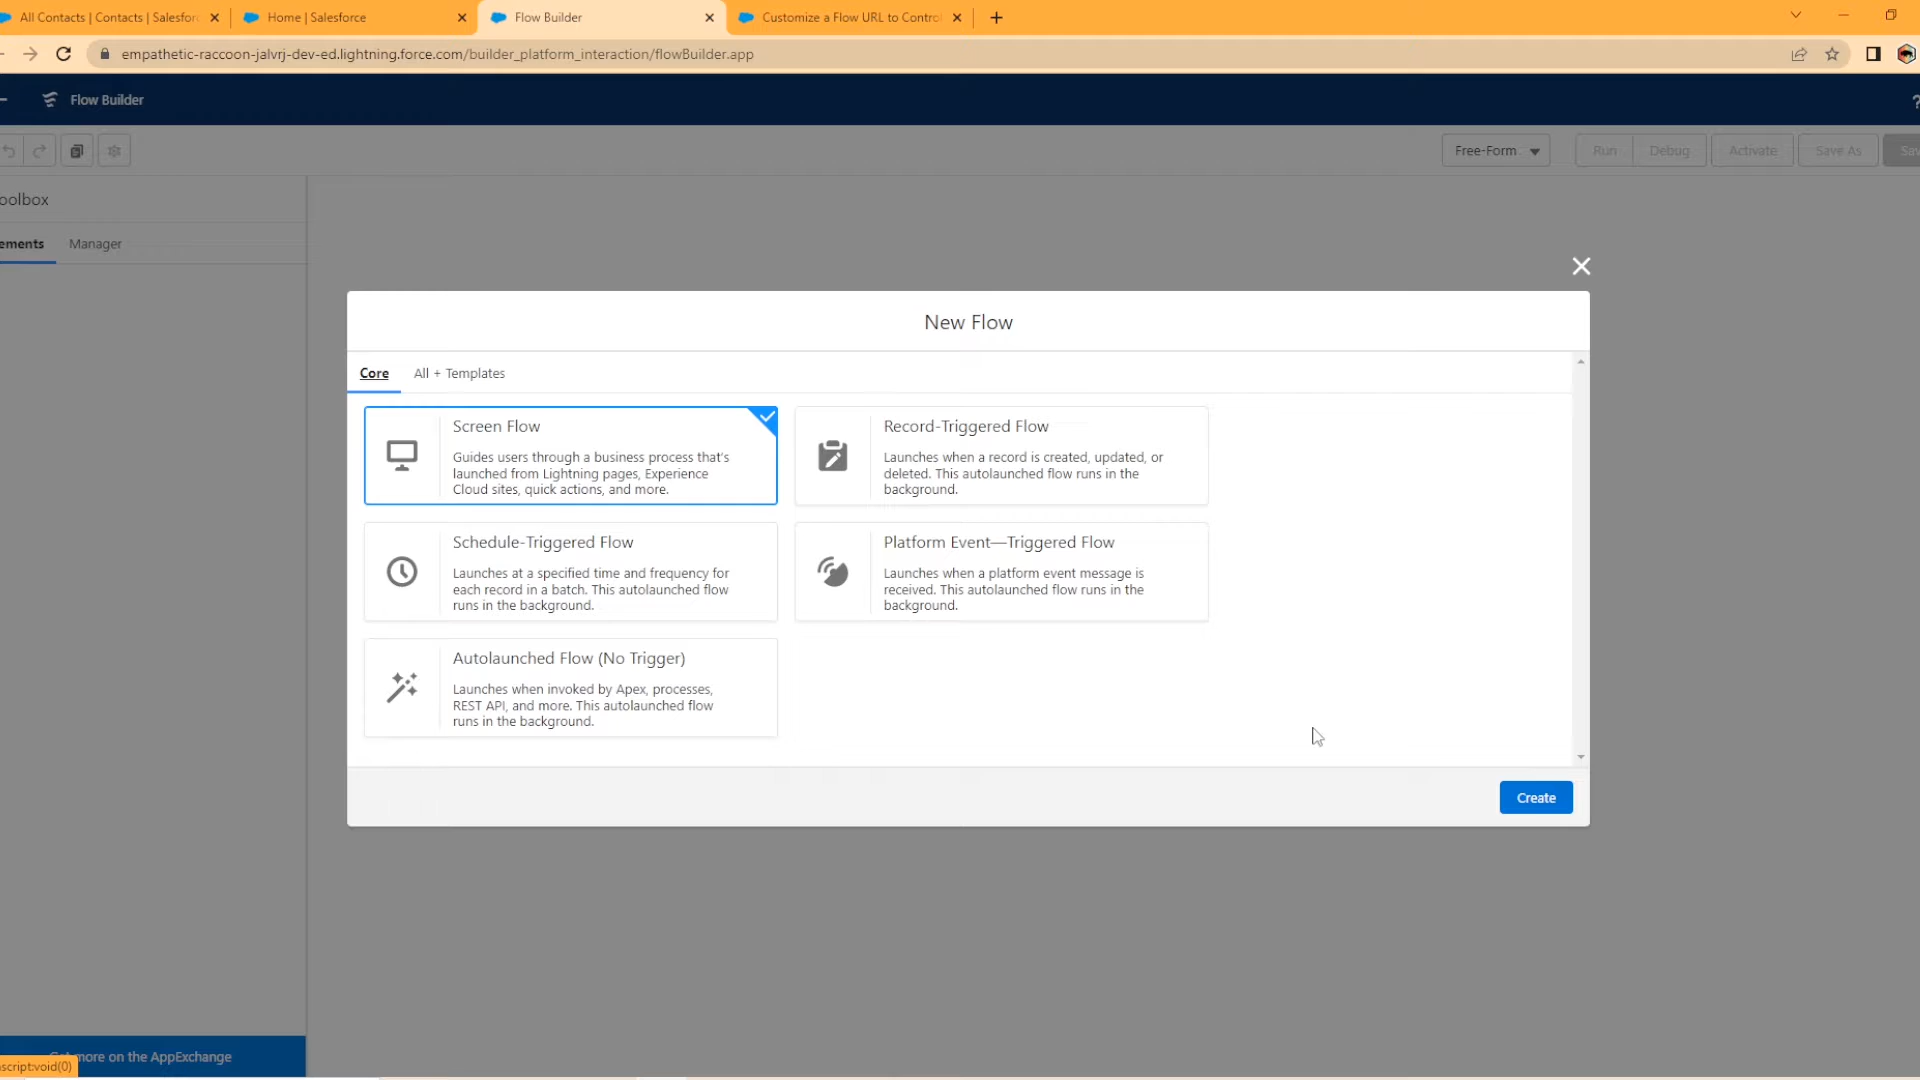 All Contacts | Contacts | Salesfor
Home | Salesforce
Flow Builder
Customize a Flow URL to Contro
empathetic-raccoon-jalvrj-dev-ed.lightning.force.com/builder_platform_interaction/flowBuilder.app
Flow Builder
?
Free-Form
Run
Debug
Activate
Save As
Sav
oolbox
ements
Manager
New Flow
Core
All + Templates
Screen Flow
Guides users through a business process that's
launched from Lightning pages, Experience
Cloud sites, quick actions, and more.
Record-Triggered Flow
Launches when a record is created, updated, or
deleted. This autolaunched flow runs in the
background.
Schedule-Triggered Flow
Launches at a specified time and frequency for
each record in a batch. This autolaunched flow
runs in the background.
Platform Event—Triggered Flow
Launches when a platform event message is
received. This autolaunched flow runs in the
background.
Autolaunched Flow (No Trigger)
Launches when invoked by Apex, processes,
REST API, and more. This autolaunched flow
runs in the background.
Create
Get more on the AppExchange
script:void(0)